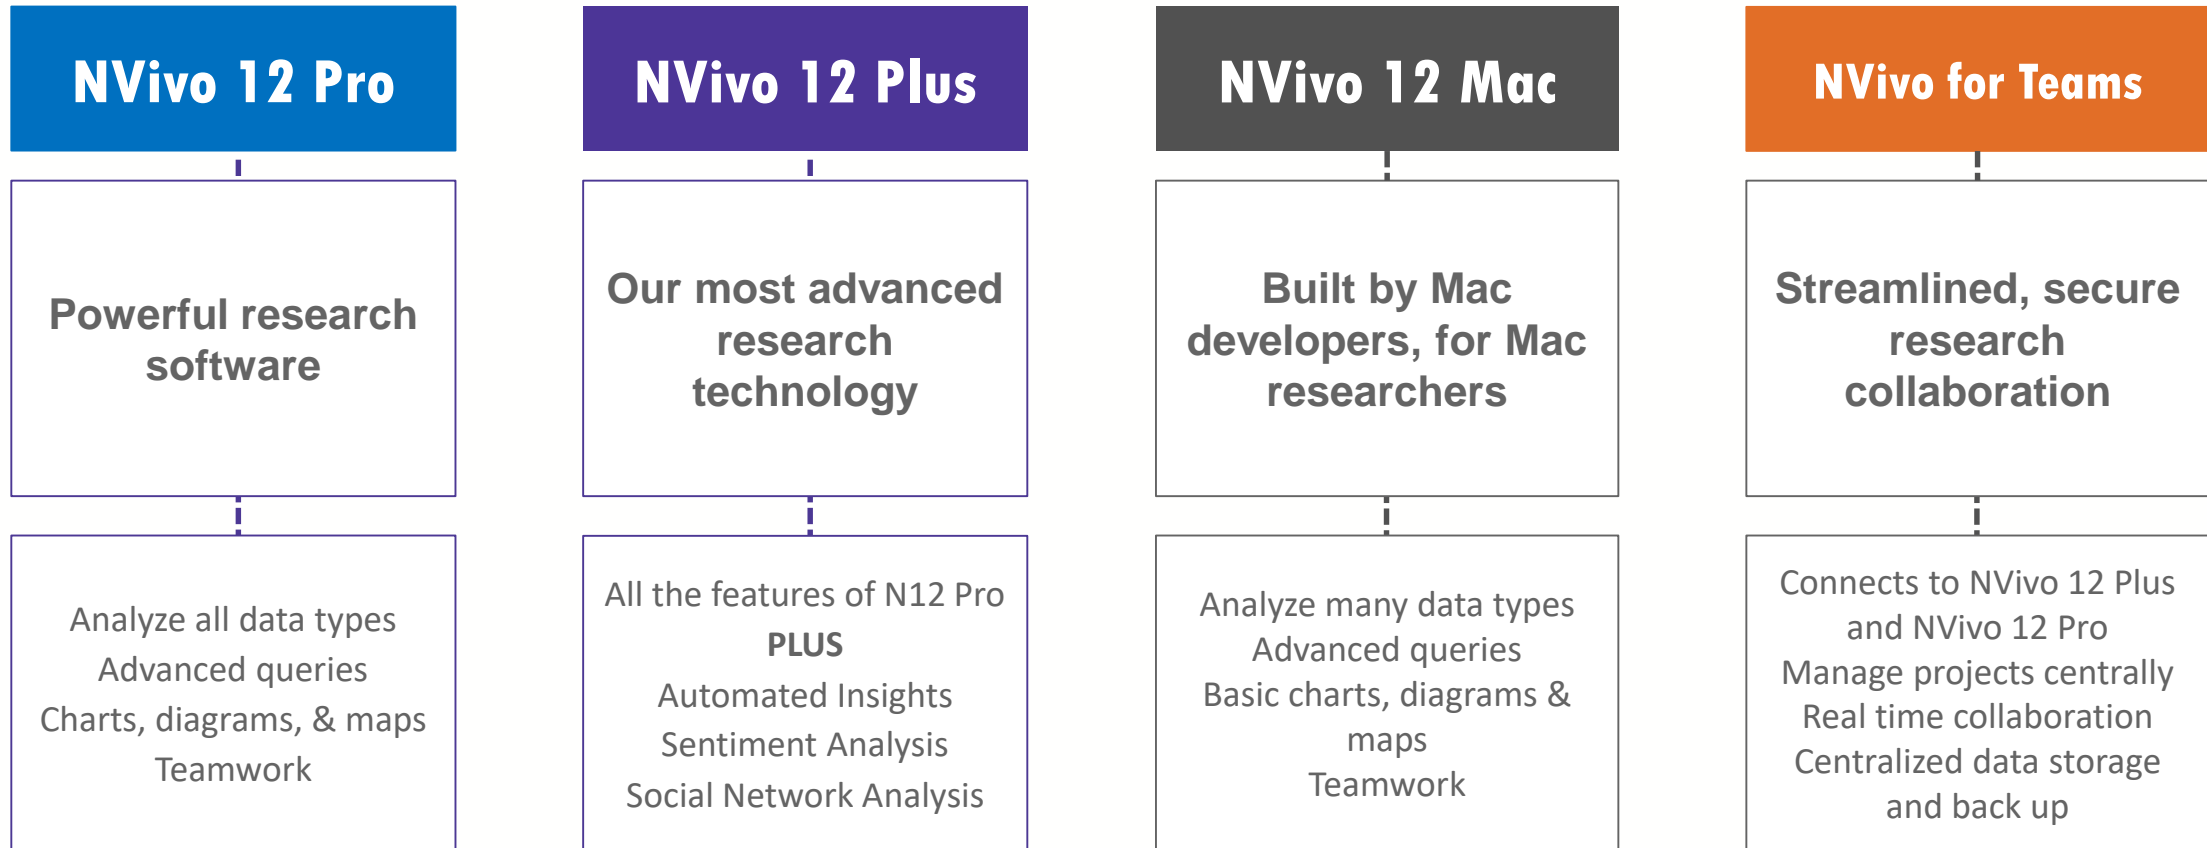 NVivo 12 Pro
Powerful research
software
Analyze all data types
Advanced queries
Charts, diagrams, & maps
Teamwork
NVivo 12 Plus
Our most advanced
research
technology
All the features of N12 Pro
PLUS
Automated Insights
Sentiment Analysis
Social Network Analysis
NVivo 12 Mac
Built by Mac
developers, for Mac
researchers
Analyze many data types
Advanced queries
Basic charts, diagrams &
maps
Teamwork
NVivo for Teams
Streamlined, secure
research
collaboration
Connects to NVivo 12 Plus
and NVivo 12 Pro
Manage projects centrally
Real time collaboration
Centralized data storage
and back up